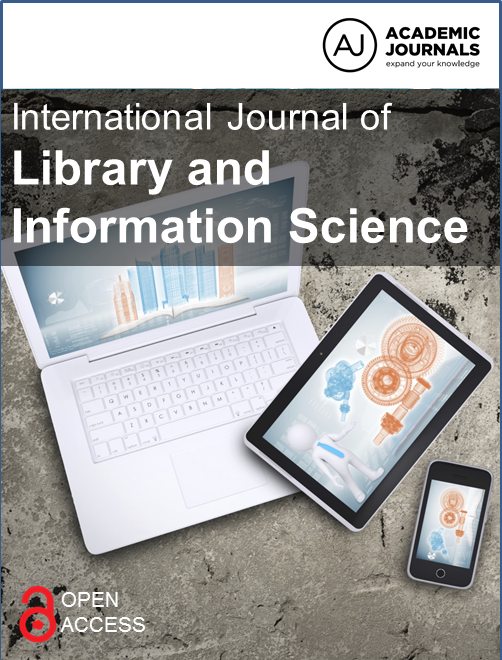 AJ
ACADEMIC
JOURNALS
expand your knowledge
International Journal of
Library and
Information Science
OPEN
ACCESS